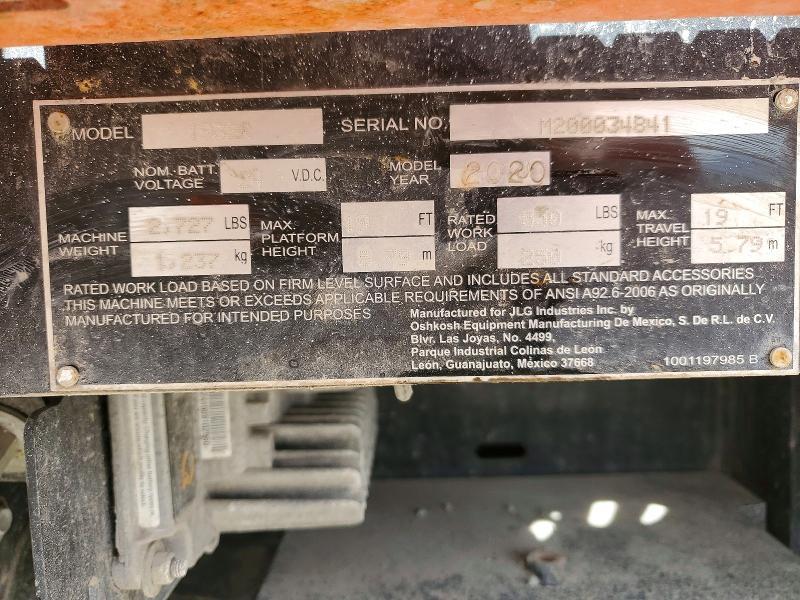 MODEL
SERIAL NO. M200034841
NOM. BATT. VOLTAGE V.D.C.
MODEL YEAR 2020
MACHINE WEIGHT 2,727 LBS 1,237 kg
MAX. PLATFORM HEIGHT FT m
RATED WORK LOAD LBS kg
MAX. TRAVEL HEIGHT 19 FT 5.79 m
RATED WORK LOAD BASED ON FIRM LEVEL SURFACE AND INCLUDES ALL STANDARD ACCESSORIES
THIS MACHINE MEETS OR EXCEEDS APPLICABLE REQUIREMENTS OF ANSI A92.6-2006 AS ORIGINALLY
MANUFACTURED FOR INTENDED PURPOSES
Manufactured for JLG Industries Inc. by
Oshkosh Equipment Manufacturing De Mexico, S. De R.L. de C.V.
Blvr. Las Joyas, No. 4499,
Parque Industrial Colinas de León
León, Guanajuato, México 37668
1001197985 B